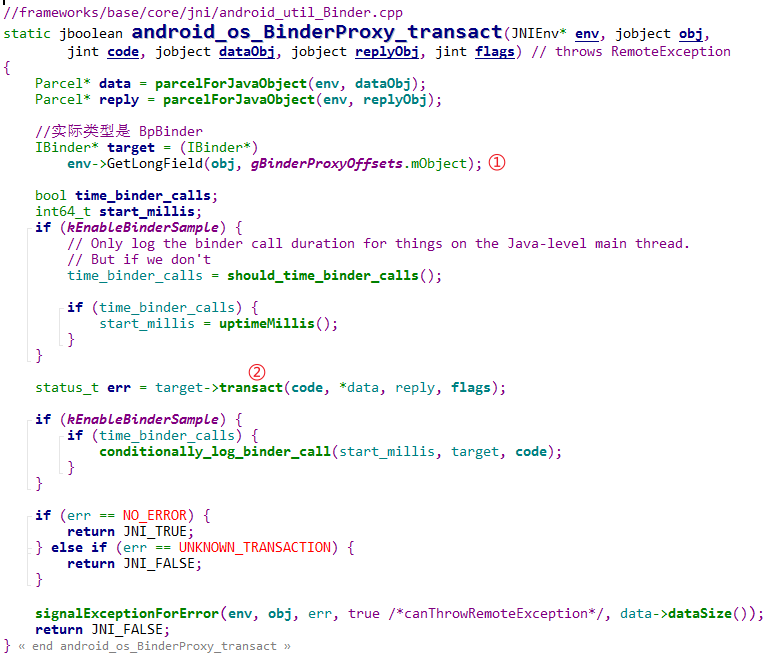 //frameworks/base/core/jni/android_util_Binder.cpp
static jboolean android_os_BinderProxy_transact(JNIEnv* env, jobject obj,
        jint code, jobject dataObj, jobject replyObj, jint flags) // throws RemoteException
{
    Parcel* data = parcelForJavaObject(env, dataObj);
    Parcel* reply = parcelForJavaObject(env, replyObj);
    //实际类型是 BpBinder
    IBinder* target = (IBinder*)
        env->GetLongField(obj, gBinderProxyOffsets.mObject); ①
    bool time_binder_calls;
    int64_t start_millis;
    if (kEnableBinderSample) {
        // Only log the binder call duration for things on the Java-level main thread.
        // But if we don't
        time_binder_calls = should_time_binder_calls();
        if (time_binder_calls) {
            start_millis = uptimeMillis();
        }
    }
②
    status_t err = target->transact(code, *data, reply, flags);
    if (kEnableBinderSample) {
        if (time_binder_calls) {
            conditionally_log_binder_call(start_millis, target, code);
        }
    }
    if (err == NO_ERROR) {
        return JNI_TRUE;
    } else if (err == UNKNOWN_TRANSACTION) {
        return JNI_FALSE;
    }
    signalExceptionForError(env, obj, err, true /*canThrowRemoteException*/, data->dataSize());
    return JNI_FALSE;
} « end android_os_BinderProxy_transact »